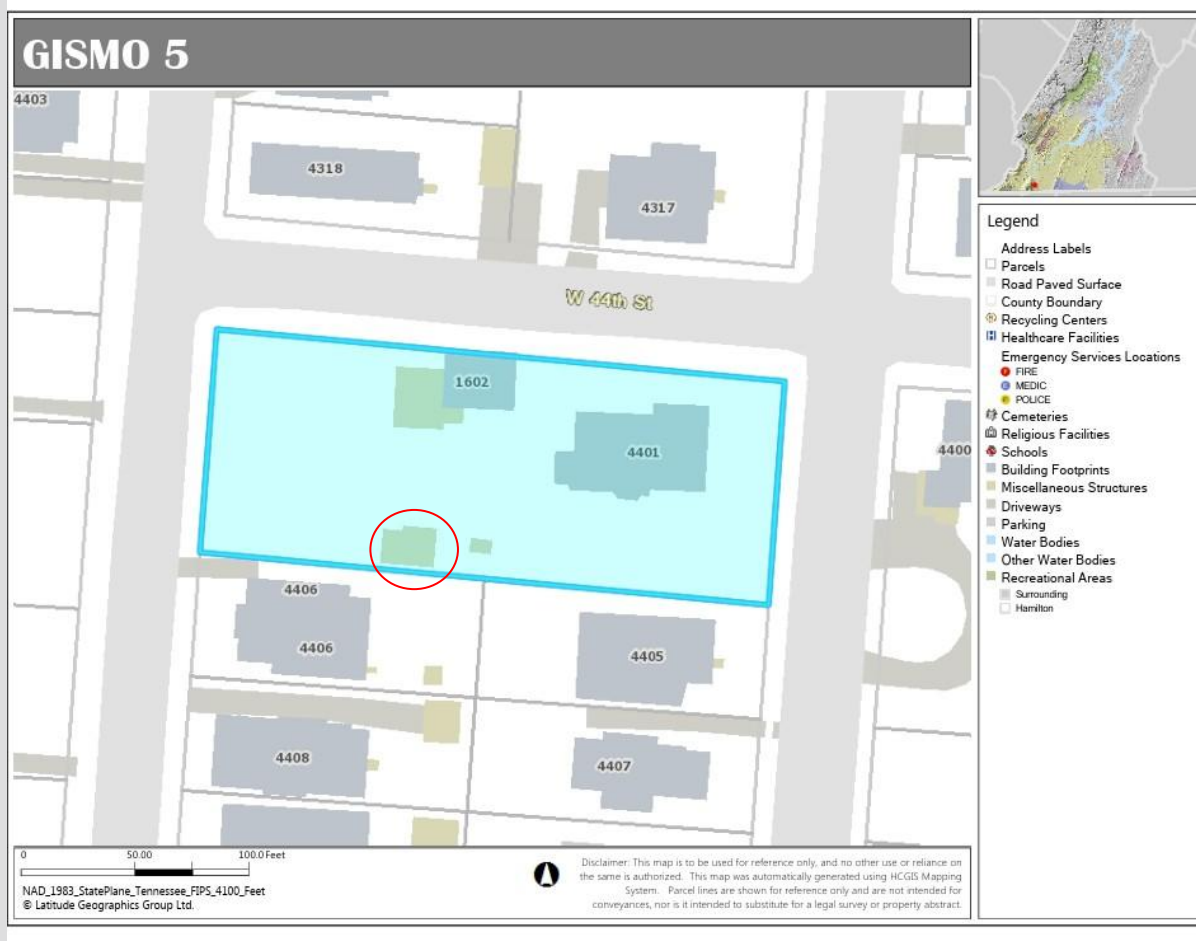 GISMO 5
4403
4318
4317
W 44th St
1602
4401
4400
4406
4406
4405
4408
4407
0 50.00 100.0 Feet
NAD_1983_StatePlane_Tennessee_FIPS_4100_Feet
© Latitude Geographics Group Ltd.
Disclaimer: This map is to be used for reference only, and no other use or reliance on
the same is authorized. This map was automatically generated using HCGIS Mapping
System. Parcel lines are shown for reference only and are not intended for
conveyances, nor is it intended to substitute for a legal survey or property abstract.
Legend
Address Labels
Parcels
Road Paved Surface
County Boundary
Recycling Centers
Healthcare Facilities
Emergency Services Locations
FIRE
MEDIC
POLICE
Cemeteries
Religious Facilities
Schools
Building Footprints
Miscellaneous Structures
Driveways
Parking
Water Bodies
Other Water Bodies
Recreational Areas
Surrounding
Hamilton